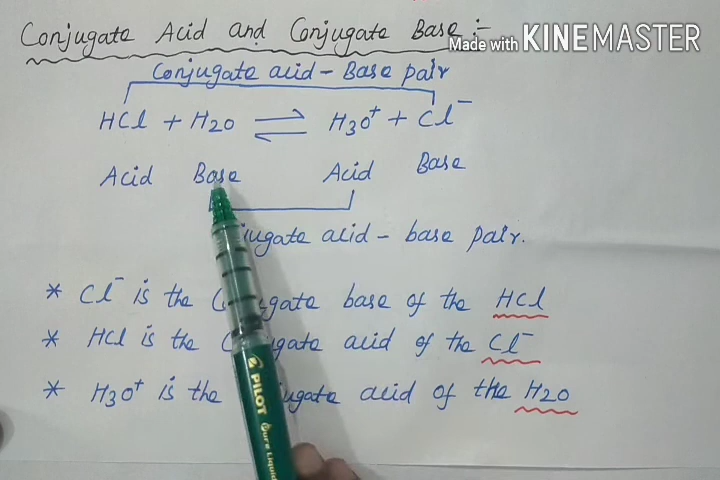 Conjugate Acid and Conjugate Base :-
Made with KINEMASTER
Conjugate acid - Base pair
HCl + H2O ⇌ H3O⁺ + Cl⁻
Acid Base Acid Base
acid - base pair.
* Cl⁻ is the base of the HCl
* HCl is the acid of the Cl⁻
* H3O⁺ is the acid of the H2O
PILOT